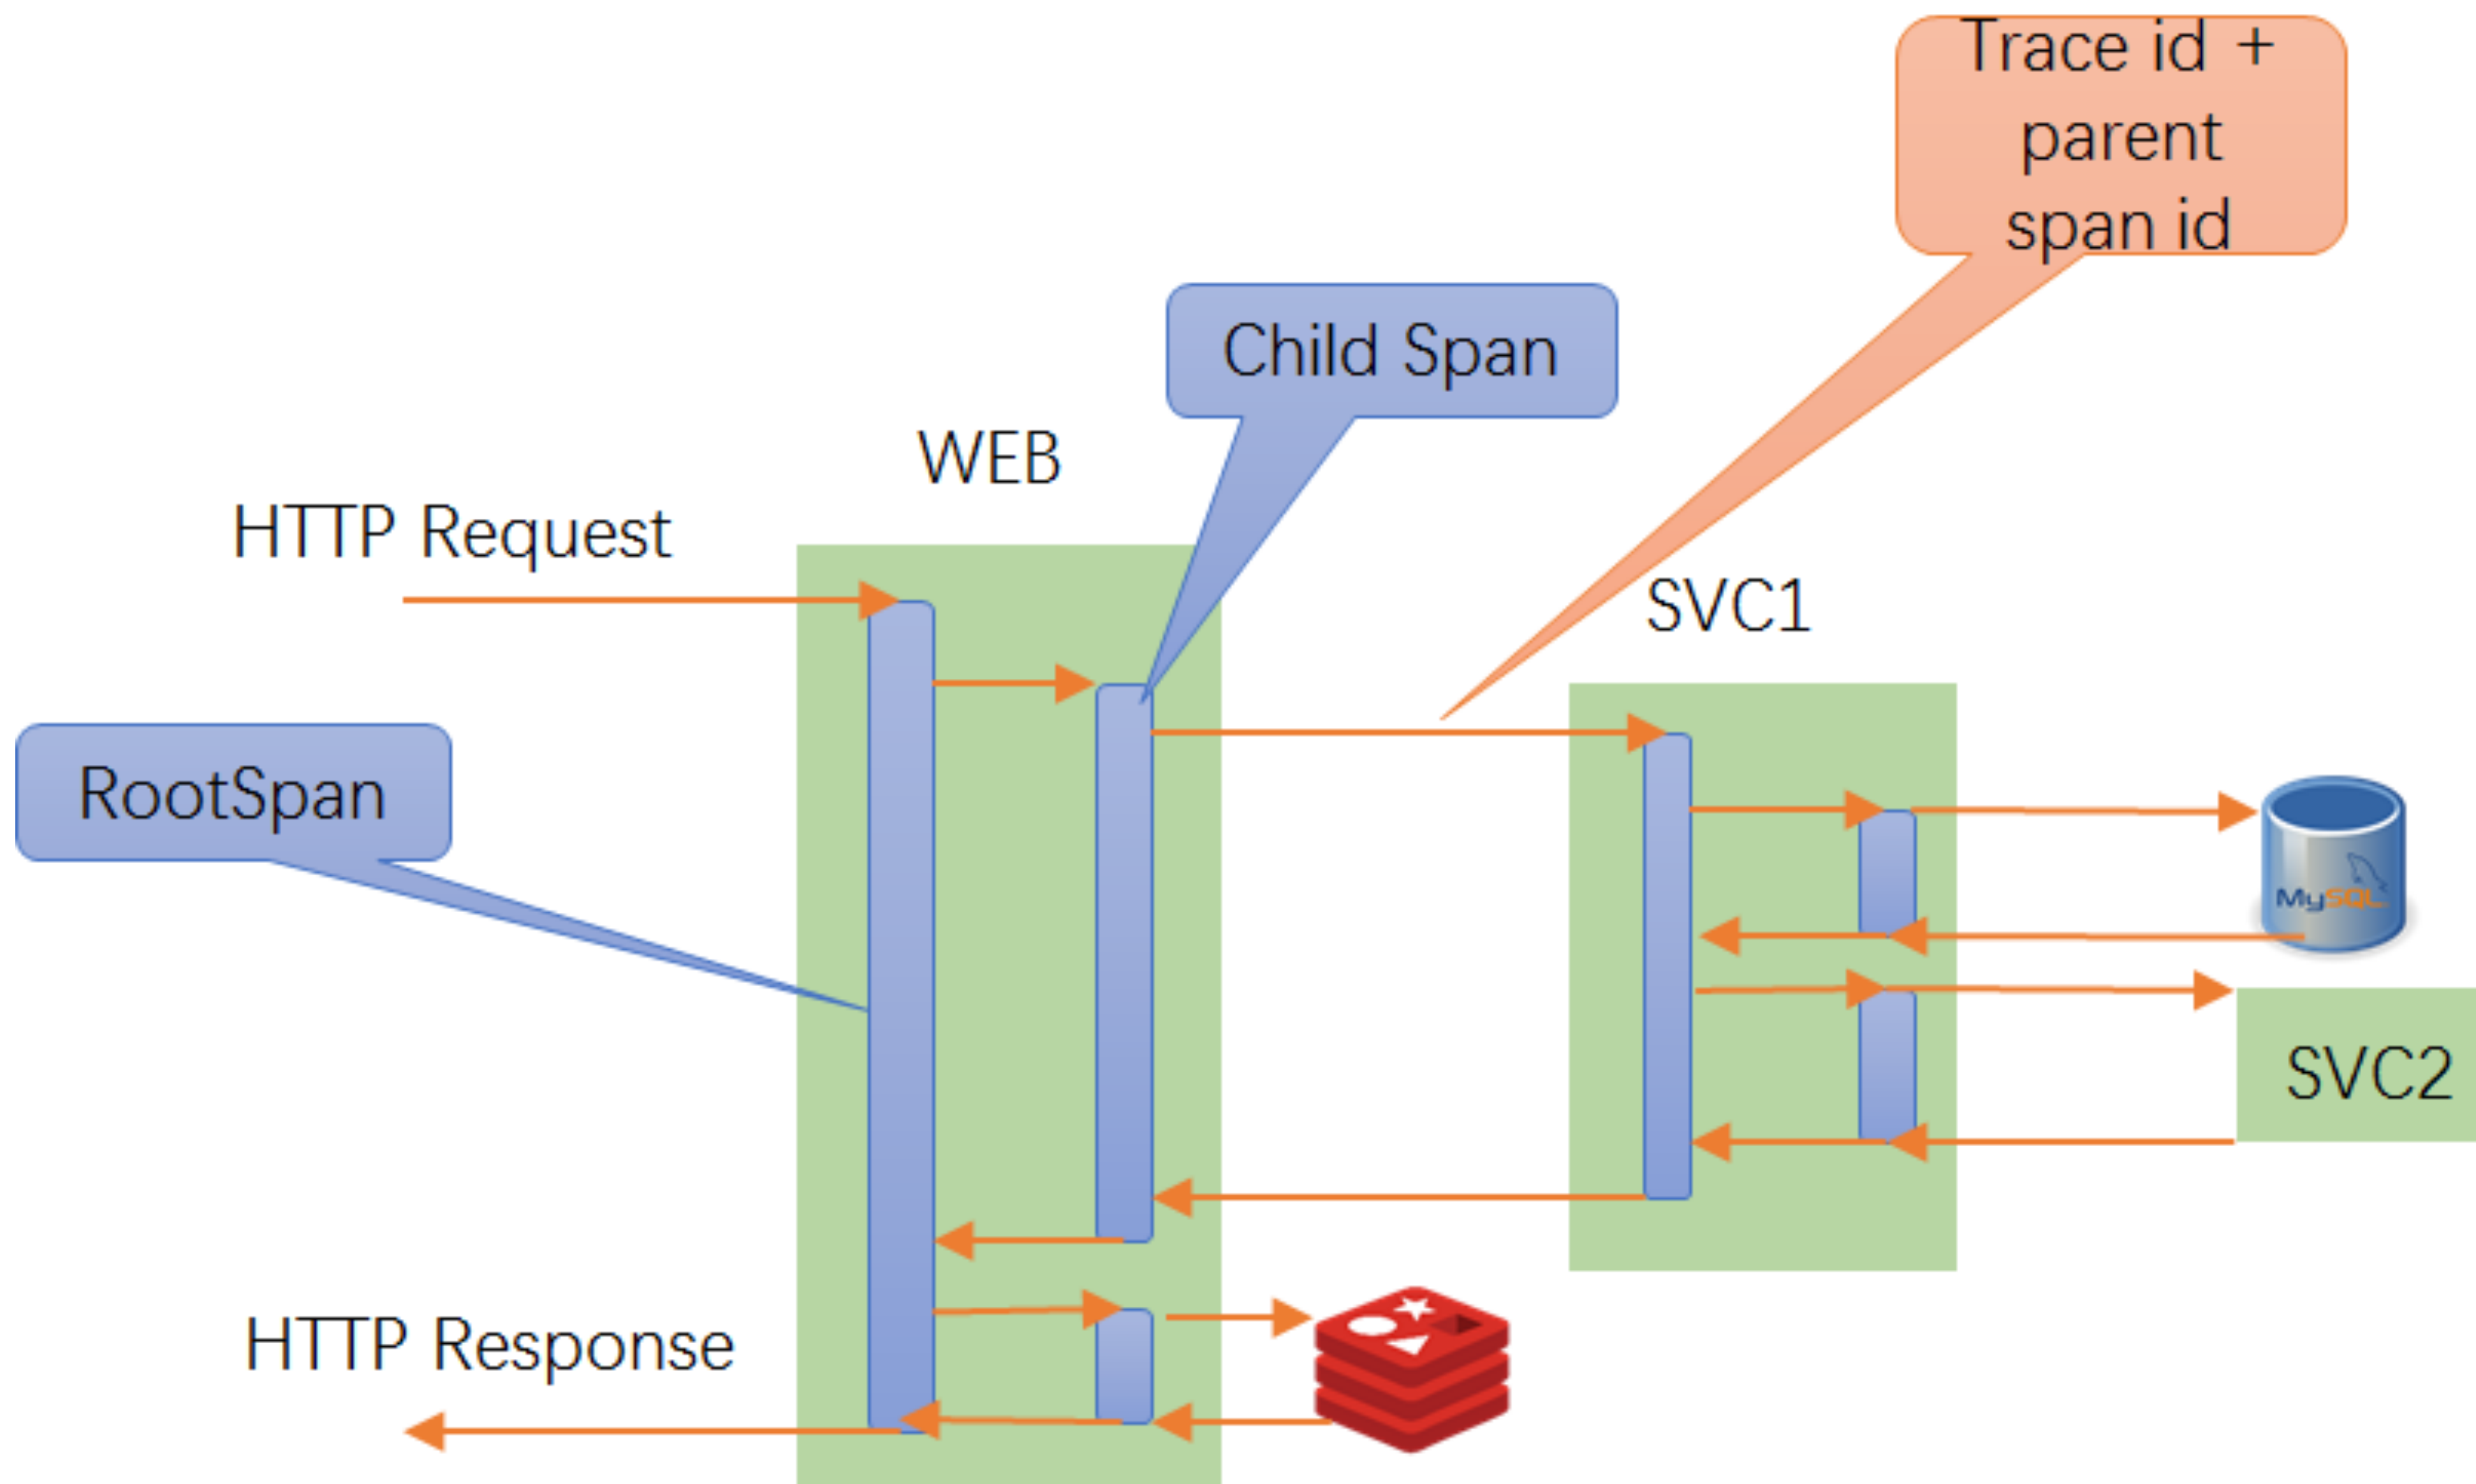 Trace id +
parent
span id
Child Span
WEB
HTTP Request
SVC1
RootSpan
MySQL
SVC2
HTTP Response